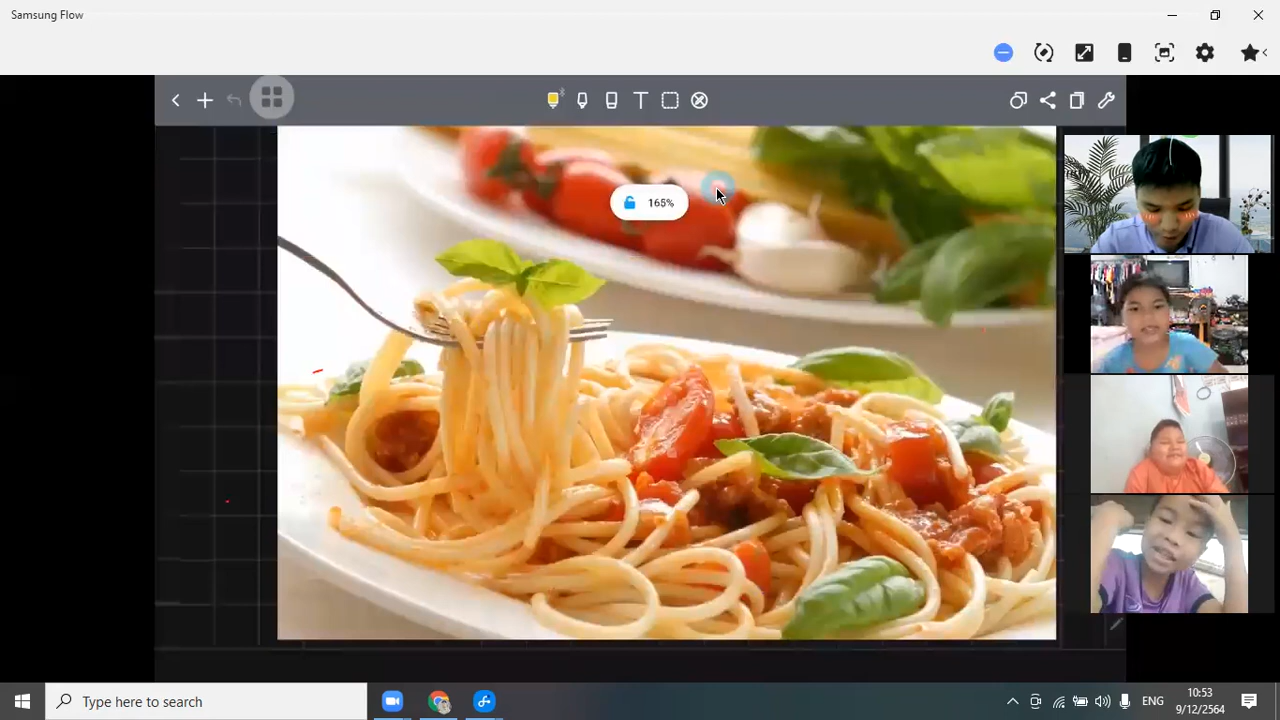 Samsung Flow
165%
Type here to search
ENG
10:53
9/12/2564